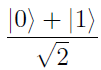 |0⟩ + |1⟩
√2